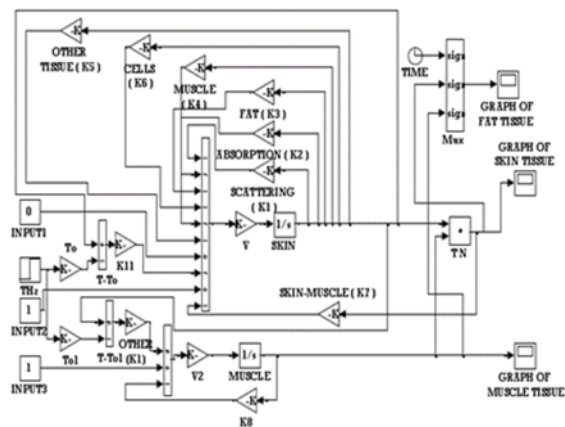 OTHER
TISSUE ( K5 )
CELLS
( K6 )
MUSCLE
( K4 )
FAT ( K3 )
ABSORPTION ( K2 )
SCATTERING
( K1 )
TIME
Mux
GRAPH OF
FAT TISSUE
GRAPH OF
SKIN TISSUE
0
INPUT1
To
K-
T-To
K-
K11
K-
V
1/s
SKIN
TN
THz
1
INPUT2
K-
To1
T-To1
K-
OTHER
(K1)
SKIN-MUSCLE ( K7 )
1
INPUT3
K-
V2
1/s
MUSCLE
K8
GRAPH OF
MUSCLE TISSUE